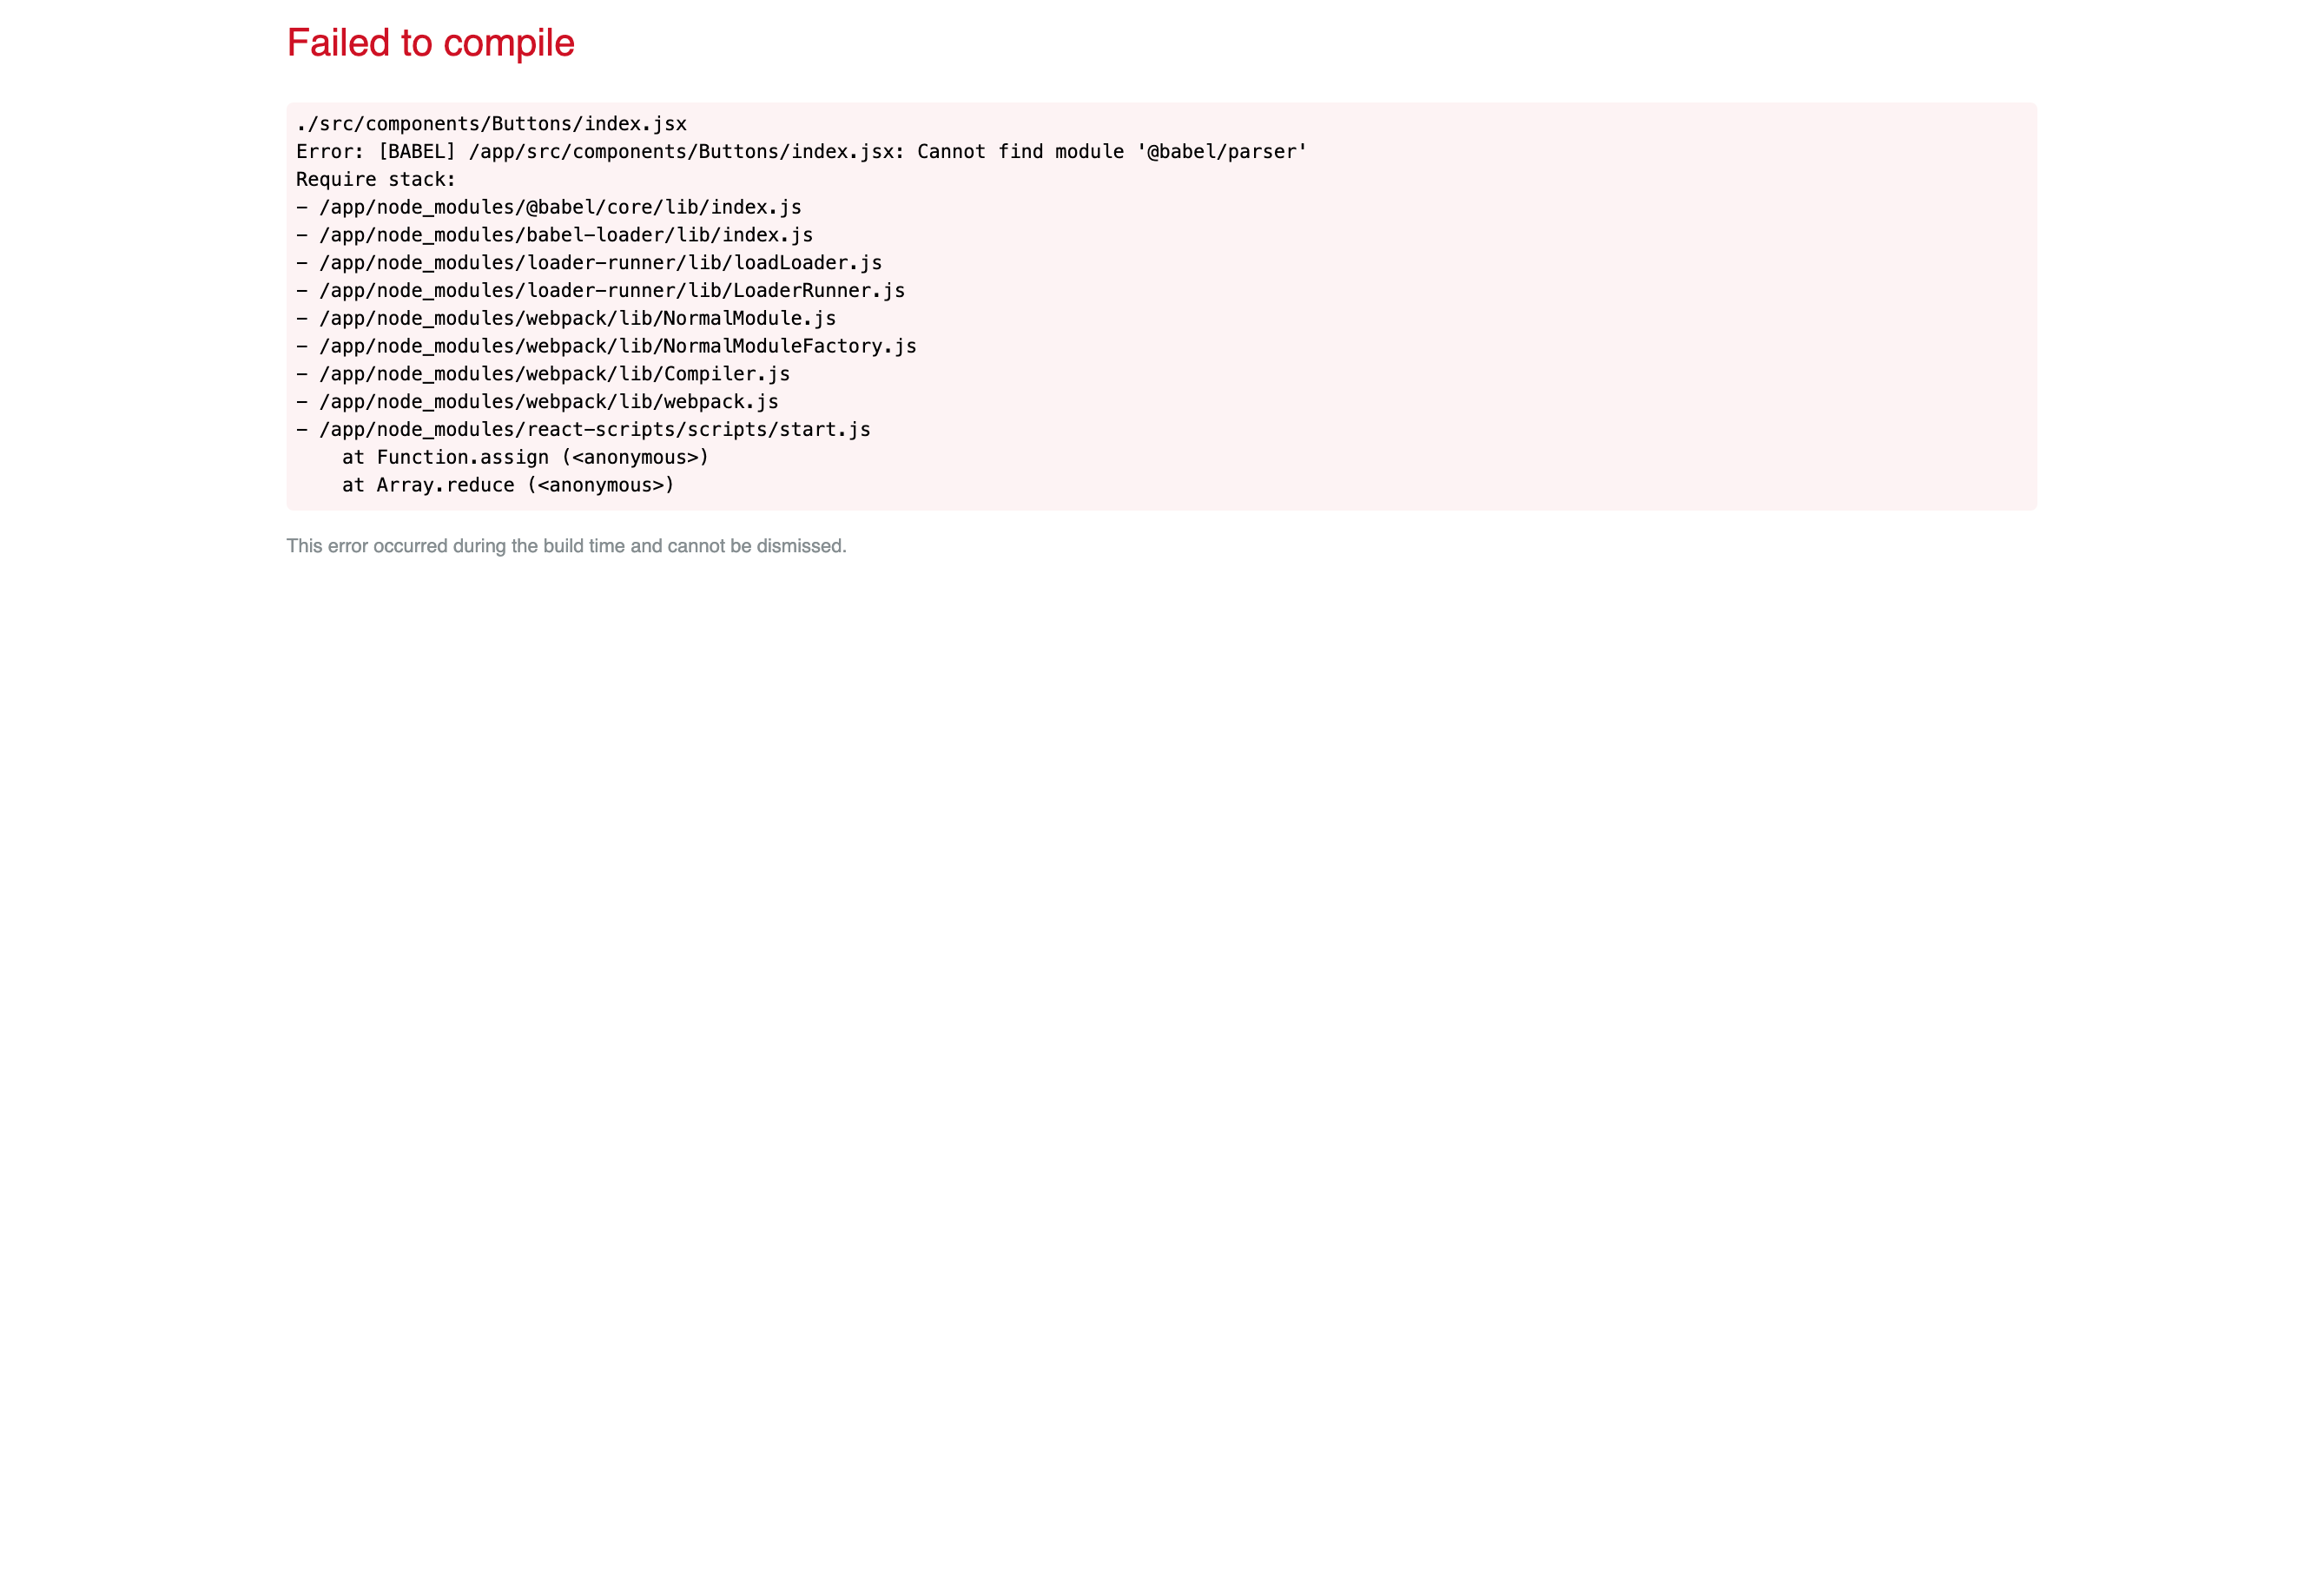 Failed to compile
./src/components/Buttons/index.jsx
Error: [BABEL] /app/src/components/Buttons/index.jsx: Cannot find module '@babel/parser'
Require stack:
- /app/node_modules/@babel/core/lib/index.js
- /app/node_modules/babel-loader/lib/index.js
- /app/node_modules/loader-runner/lib/loadLoader.js
- /app/node_modules/loader-runner/lib/LoaderRunner.js
- /app/node_modules/webpack/lib/NormalModule.js
- /app/node_modules/webpack/lib/NormalModuleFactory.js
- /app/node_modules/webpack/lib/Compiler.js
- /app/node_modules/webpack/lib/webpack.js
- /app/node_modules/react-scripts/scripts/start.js
    at Function.assign (<anonymous>)
    at Array.reduce (<anonymous>)
This error occurred during the build time and cannot be dismissed.